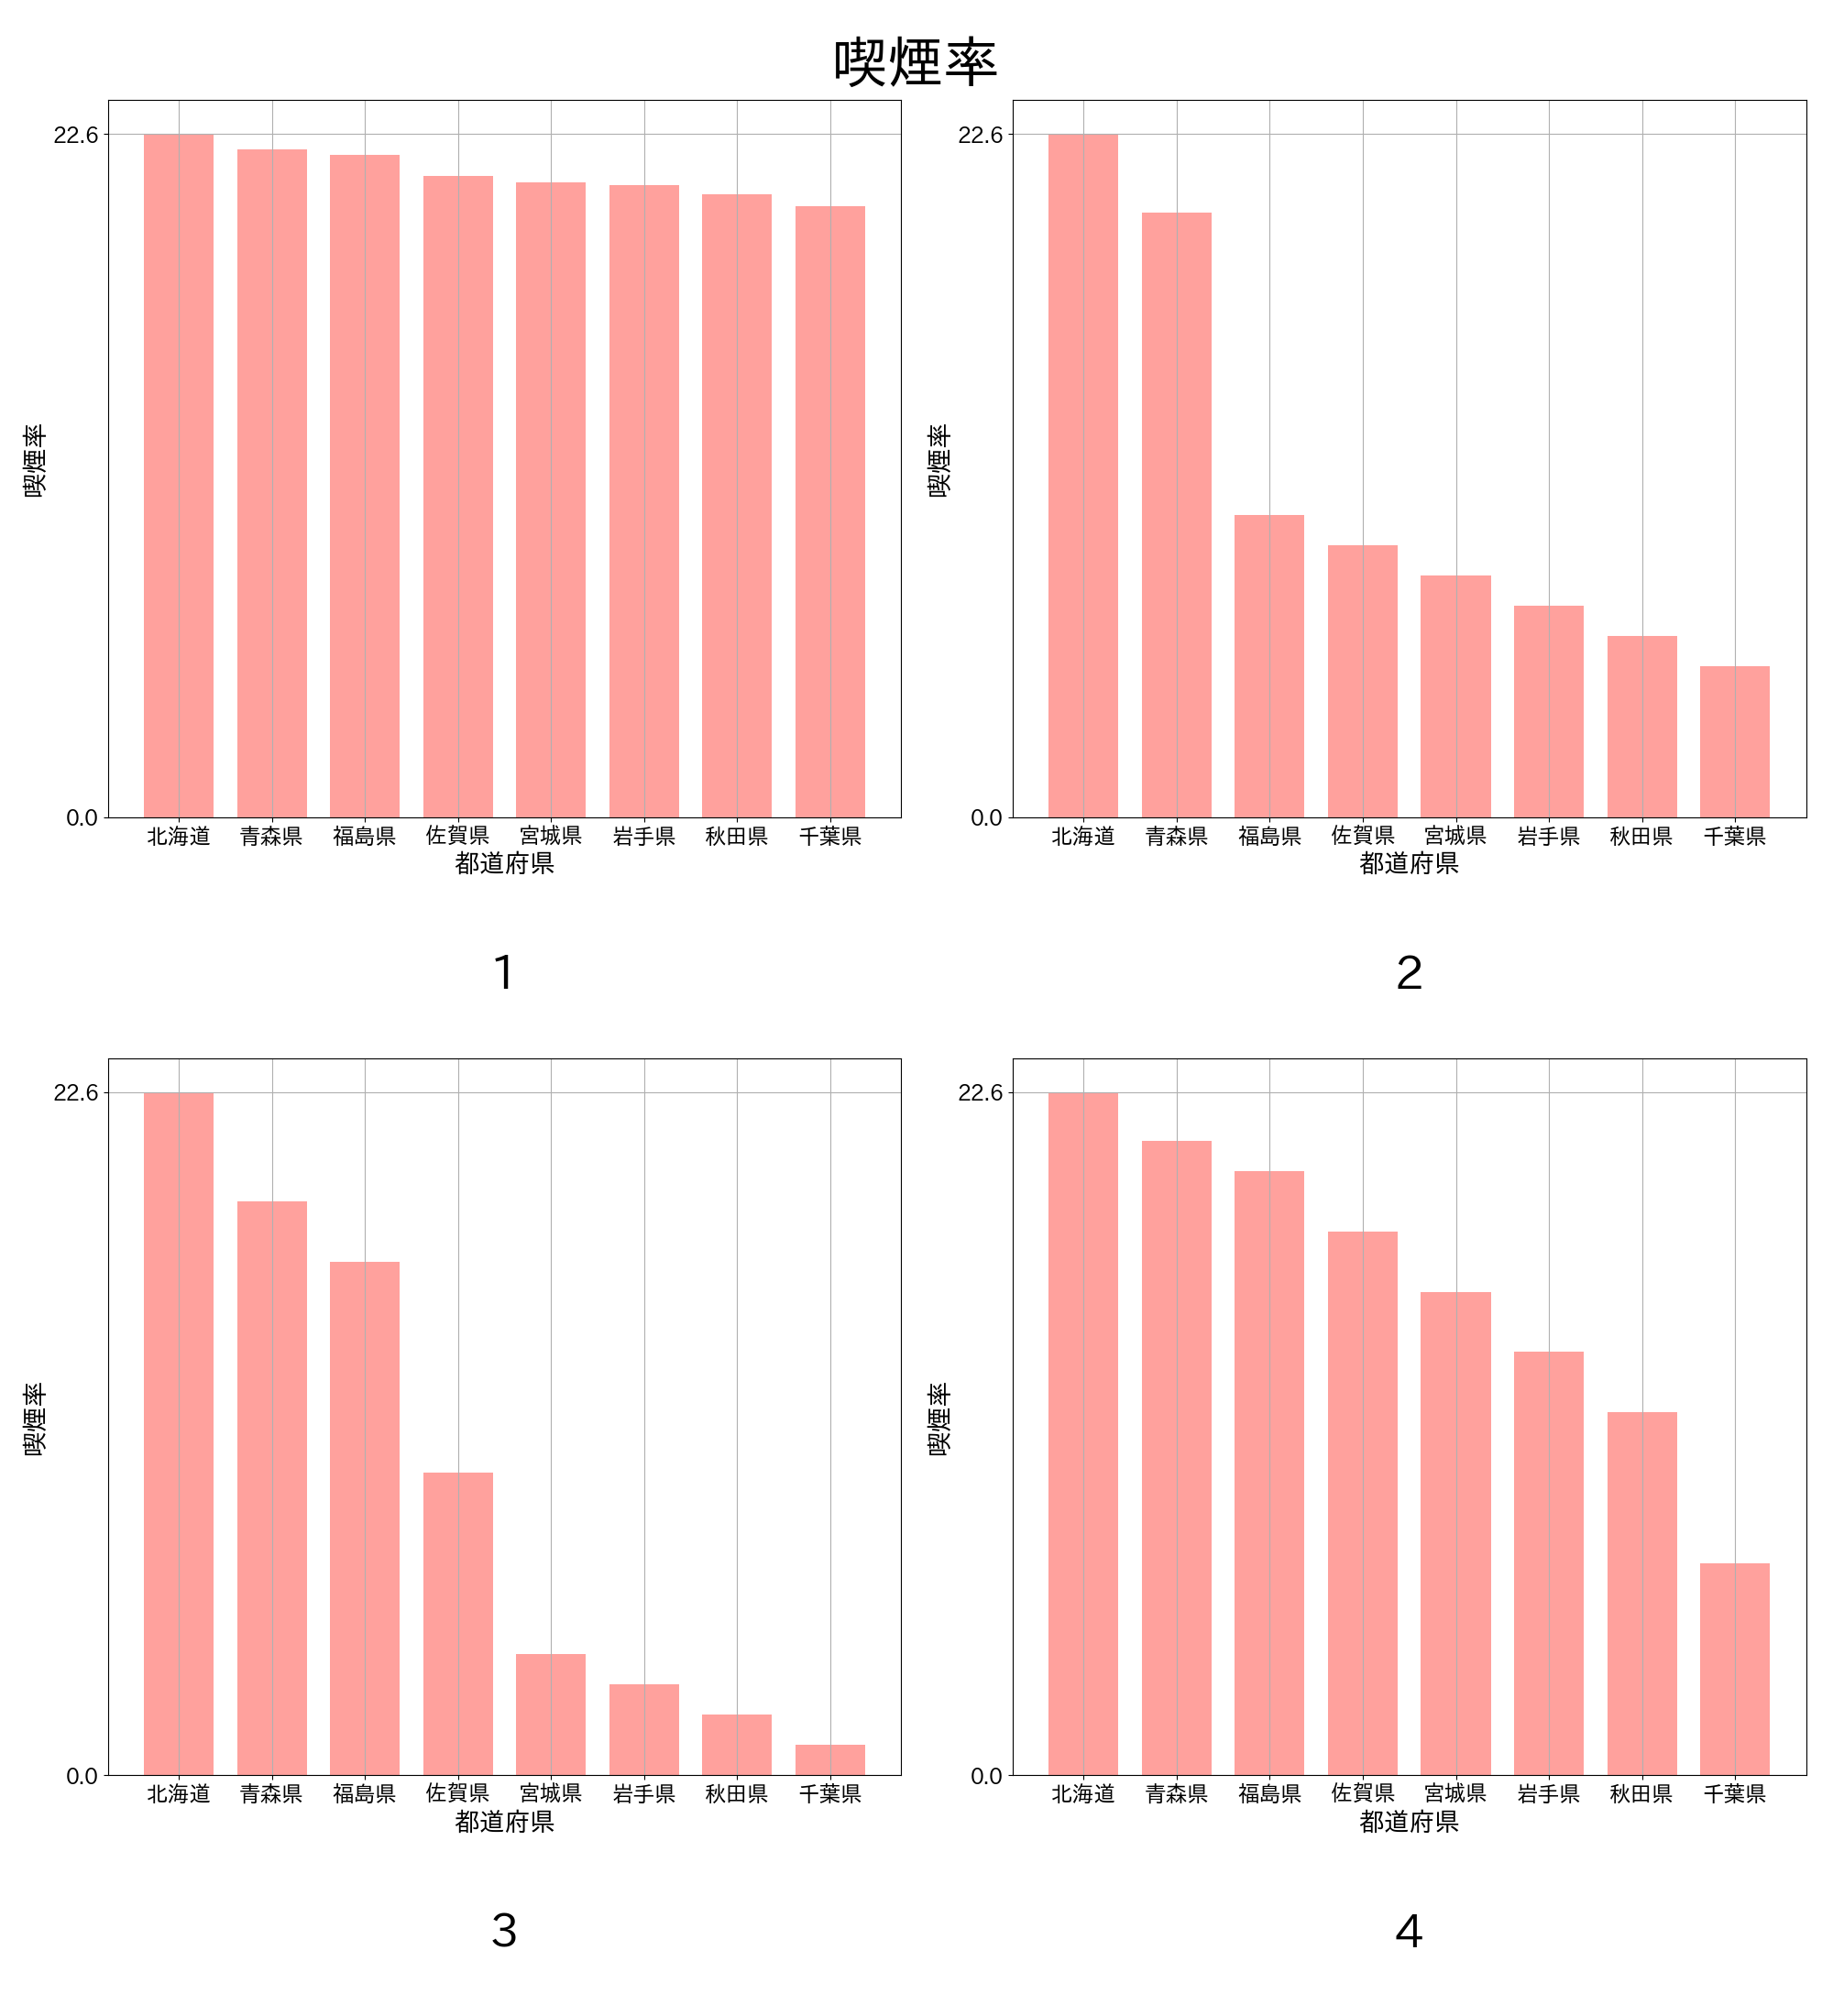 喫煙率
22.6
0.0
喫煙率
北海道 青森県 福島県 佐賀県 宮城県 岩手県 秋田県 千葉県
都道府県
1
22.6
0.0
喫煙率
北海道 青森県 福島県 佐賀県 宮城県 岩手県 秋田県 千葉県
都道府県
2
22.6
0.0
喫煙率
北海道 青森県 福島県 佐賀県 宮城県 岩手県 秋田県 千葉県
都道府県
3
22.6
0.0
喫煙率
北海道 青森県 福島県 佐賀県 宮城県 岩手県 秋田県 千葉県
都道府県
4